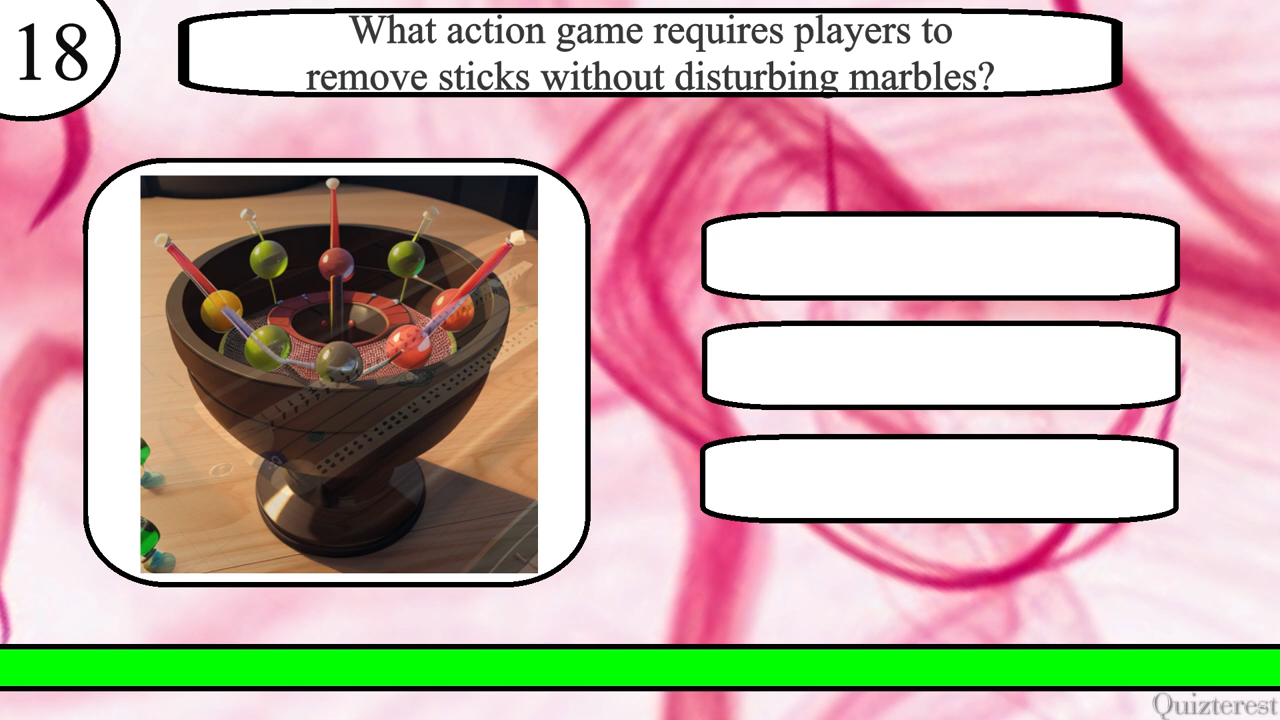 18
What action game requires players to
remove sticks without disturbing marbles?
Quizterest